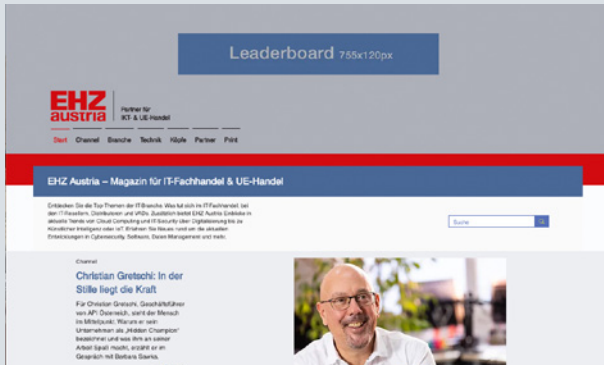 Leaderboard 755x120px
EHZ
austria
Partner für
IKT- & UE-Handel
Start Channel Branche Technik Köpfe Partner Print
EHZ Austria – Magazin für IT-Fachhandel & UE-Handel
Entdecken Sie die Top-Themen der IT-Branche. Was tut sich im IT-Fachhandel, bei
den IT-Resellern, Distributoren und VADs. Zusätzlich bietet EHZ Austria Einblicke in
aktuelle Trends von Cloud Computing und IT-Security über Digitalisierung bis zu
Künstlicher Intelligenz oder IoT. Erfahren Sie Neues rund um die aktuellen
Entwicklungen in Cybersecurity, Software, Daten Management und mehr.
Suche
Channel
Christian Gretschi: In der
Stille liegt die Kraft
Für Christian Gretschi, Geschäftsführer
von API Österreich, steht der Mensch
im Mittelpunkt. Warum er sein
Unternehmen als „Hidden Champion"
bezeichnet und was ihm an seiner
Arbeit Spaß macht, erzählt er im
Gespräch mit Barbara Sawka.